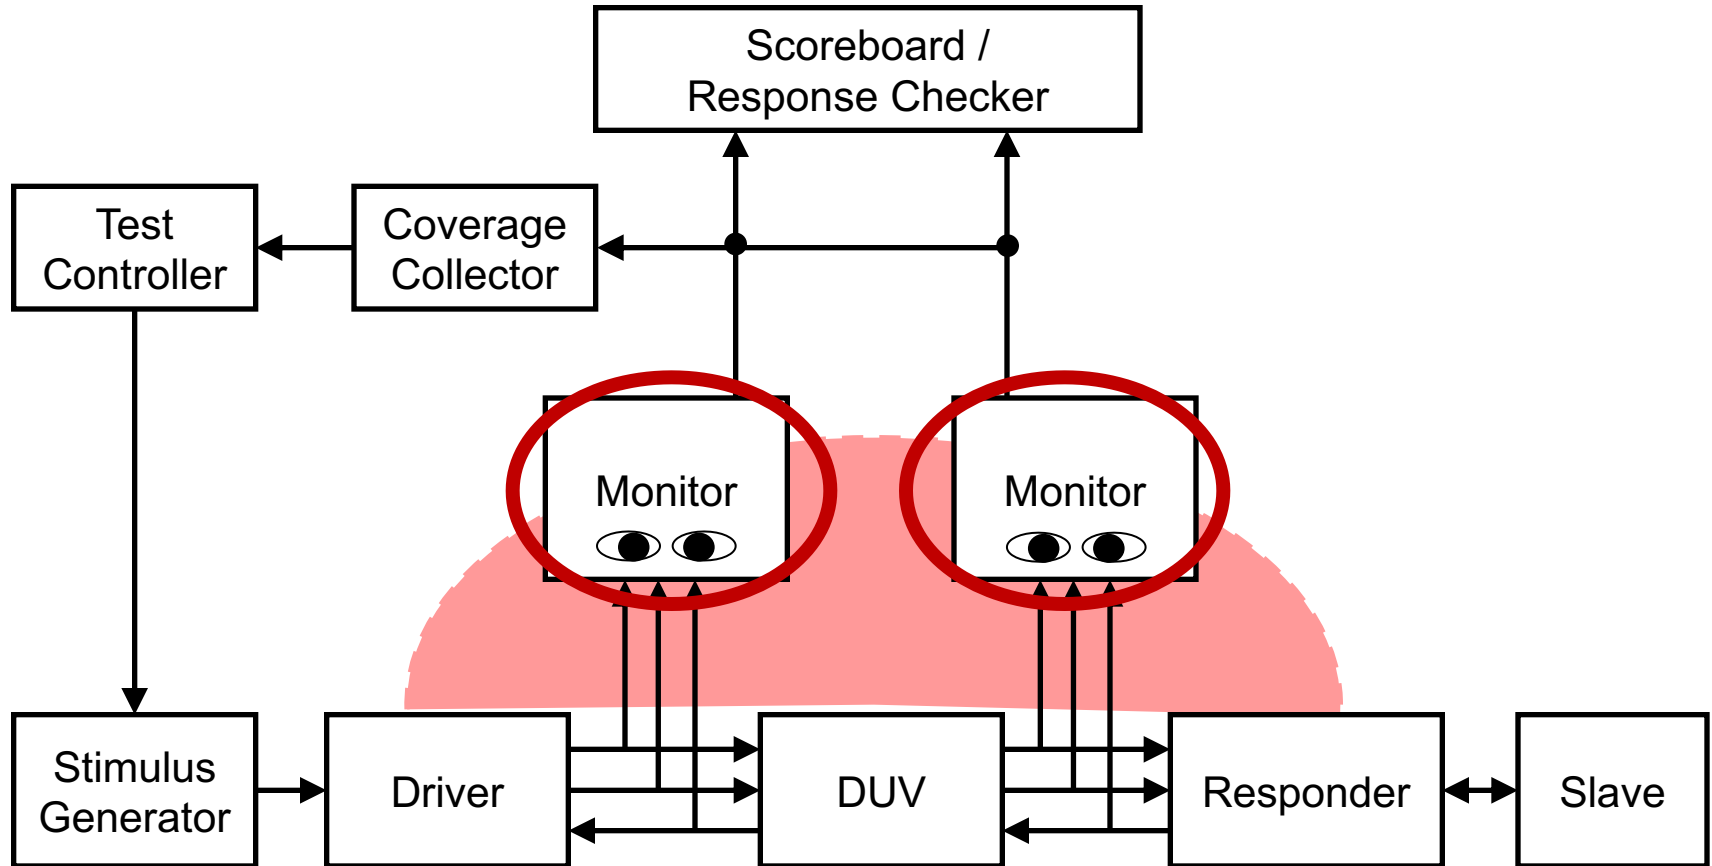 Scoreboard /
Response Checker
Test
Controller
Coverage
Collector
Monitor
Monitor
Stimulus
Generator
Driver
DUV
Responder
Slave